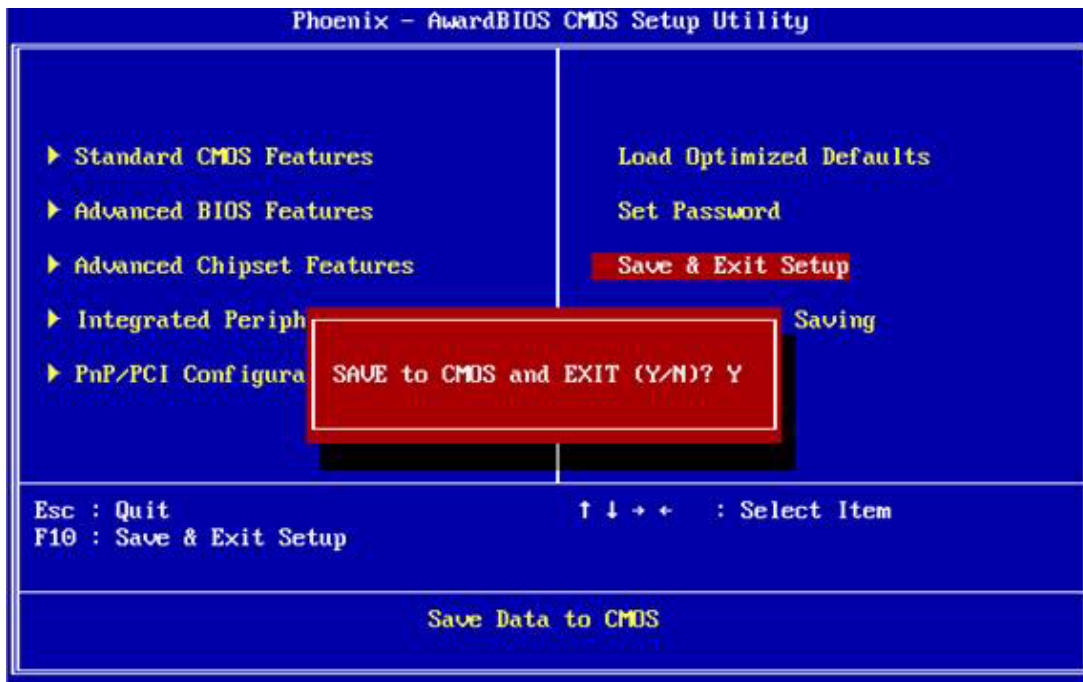 Phoenix - AwardBIOS CMOS Setup Utility
Standard CMOS Features
Advanced BIOS Features
Advanced Chipset Features
Integrated Periph
PnP/PCI Configura
Load Optimized Defaults
Set Password
Save & Exit Setup
Saving
SAVE to CMOS and EXIT (Y/N)? Y
Esc : Quit
F10 : Save & Exit Setup
↑ ↓ → ← : Select Item
Save Data to CMOS